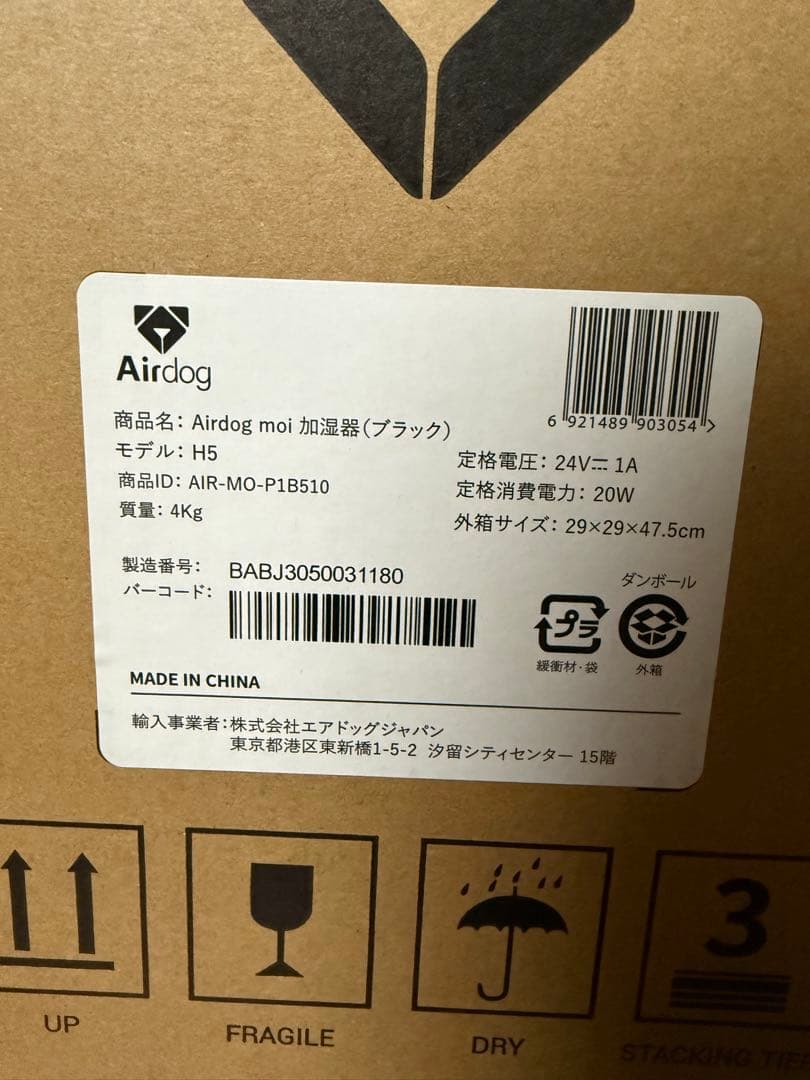 Airdog
6 921489 903054 >
商品名: Airdog moi 加湿器(ブラック)
モデル: H5
商品ID: AIR-MO-P1B510
質量: 4Kg
定格電圧: 24V⎓ 1A
定格消費電力: 20W
外箱サイズ: 29×29×47.5cm
製造番号: BABJ3050031180
バーコード:
ダンボール
プラ
緩衝材・袋
外箱
MADE IN CHINA
輸入事業者:株式会社エアドッグジャパン
東京都港区東新橋1-5-2 汐留シティセンター 15階
3
UP
FRAGILE
DRY
STACKING